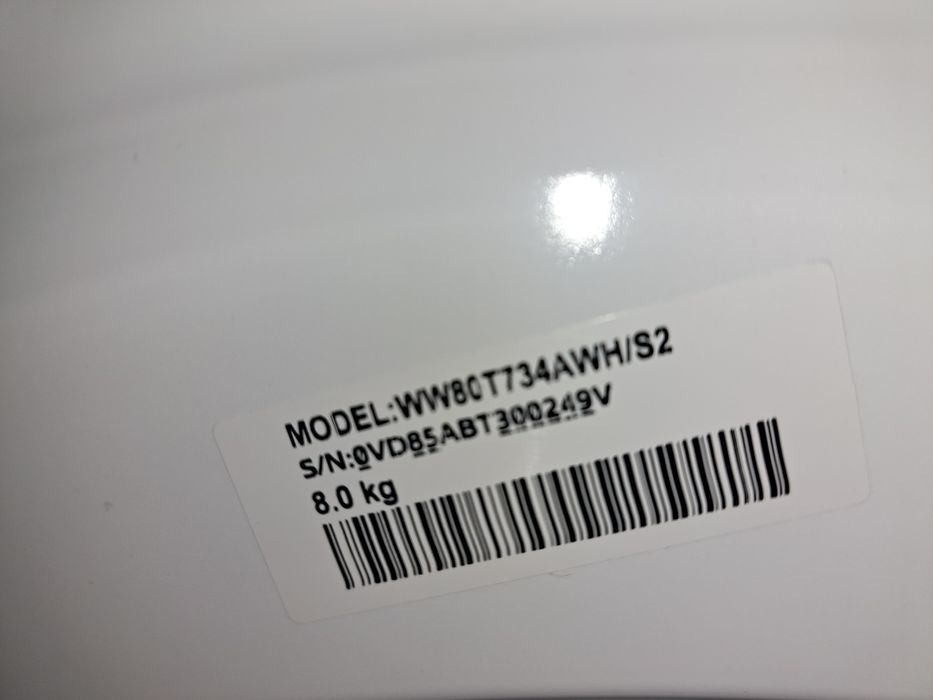 MODEL:WW80T734AWH/S2
S/N:0VD85ABT300249V
8.0 kg